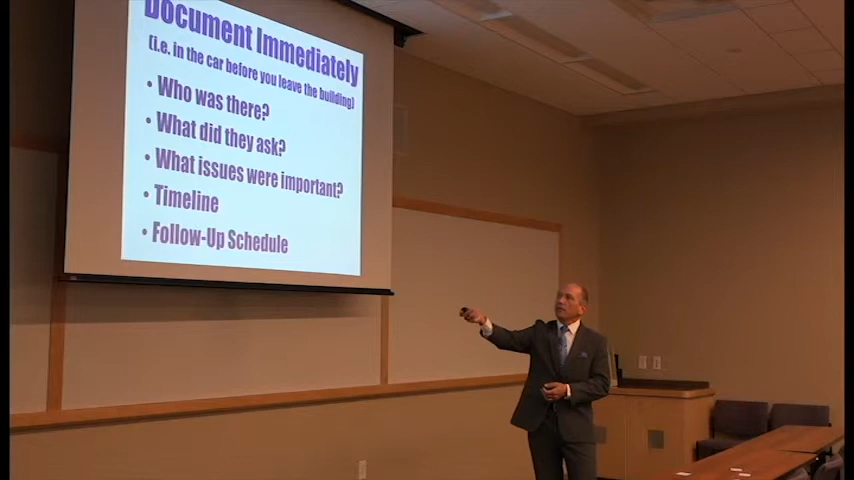 Document Immediately
(i.e. in the car before you leave the building)
• Who was there?
• What did they ask?
• What issues were important?
• Timeline
• Follow-Up Schedule